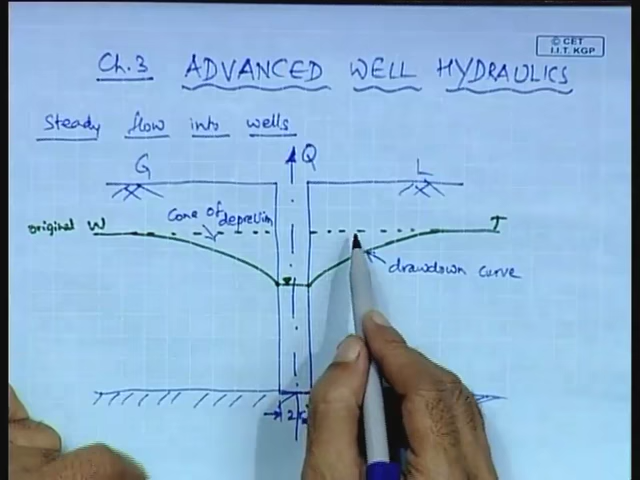 © CET
I.I.T. KGP
Ch.3 ADVANCED WELL HYDRAULICS
Steady flow into wells
Q
G L
Cone of
depression
original W T
drawdown curve